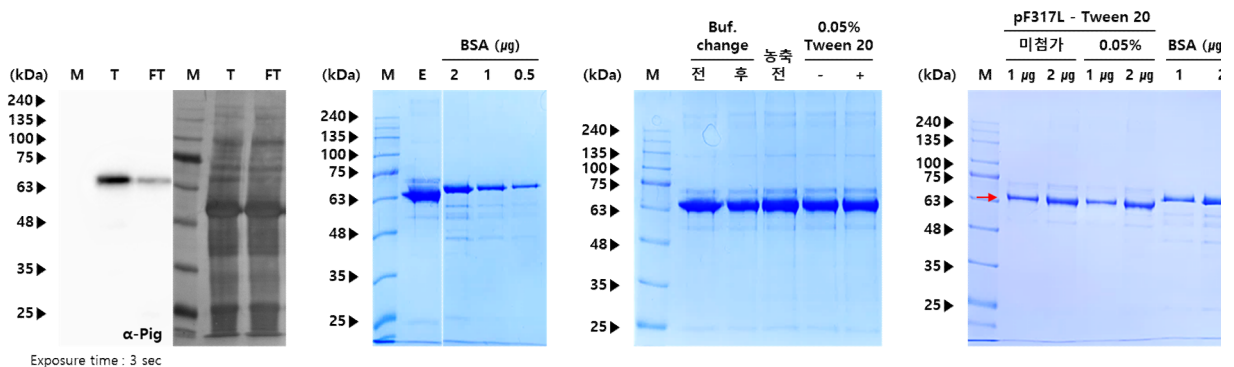 (kDa) M T FT M T FT
240▶
135▶
100▶
75▶
63▶
48▶
35▶
25▶
α-Pig
Exposure time : 3 sec
BSA (㎍)
(kDa) M E 2 1 0.5
240▶
135▶
100▶
75▶
63▶
48▶
35▶
25▶
Buf.
change
농축
0.05%
Tween 20
(kDa) M 전 후 전 - +
240▶
135▶
100▶
75▶
63▶
48▶
35▶
25▶
pF317L - Tween 20
미첨가 0.05% BSA (㎍
(kDa) M 1 ㎍ 2 ㎍ 1 ㎍ 2 ㎍ 1
240▶
135▶
100▶
75▶
63▶
48▶
35▶
25▶